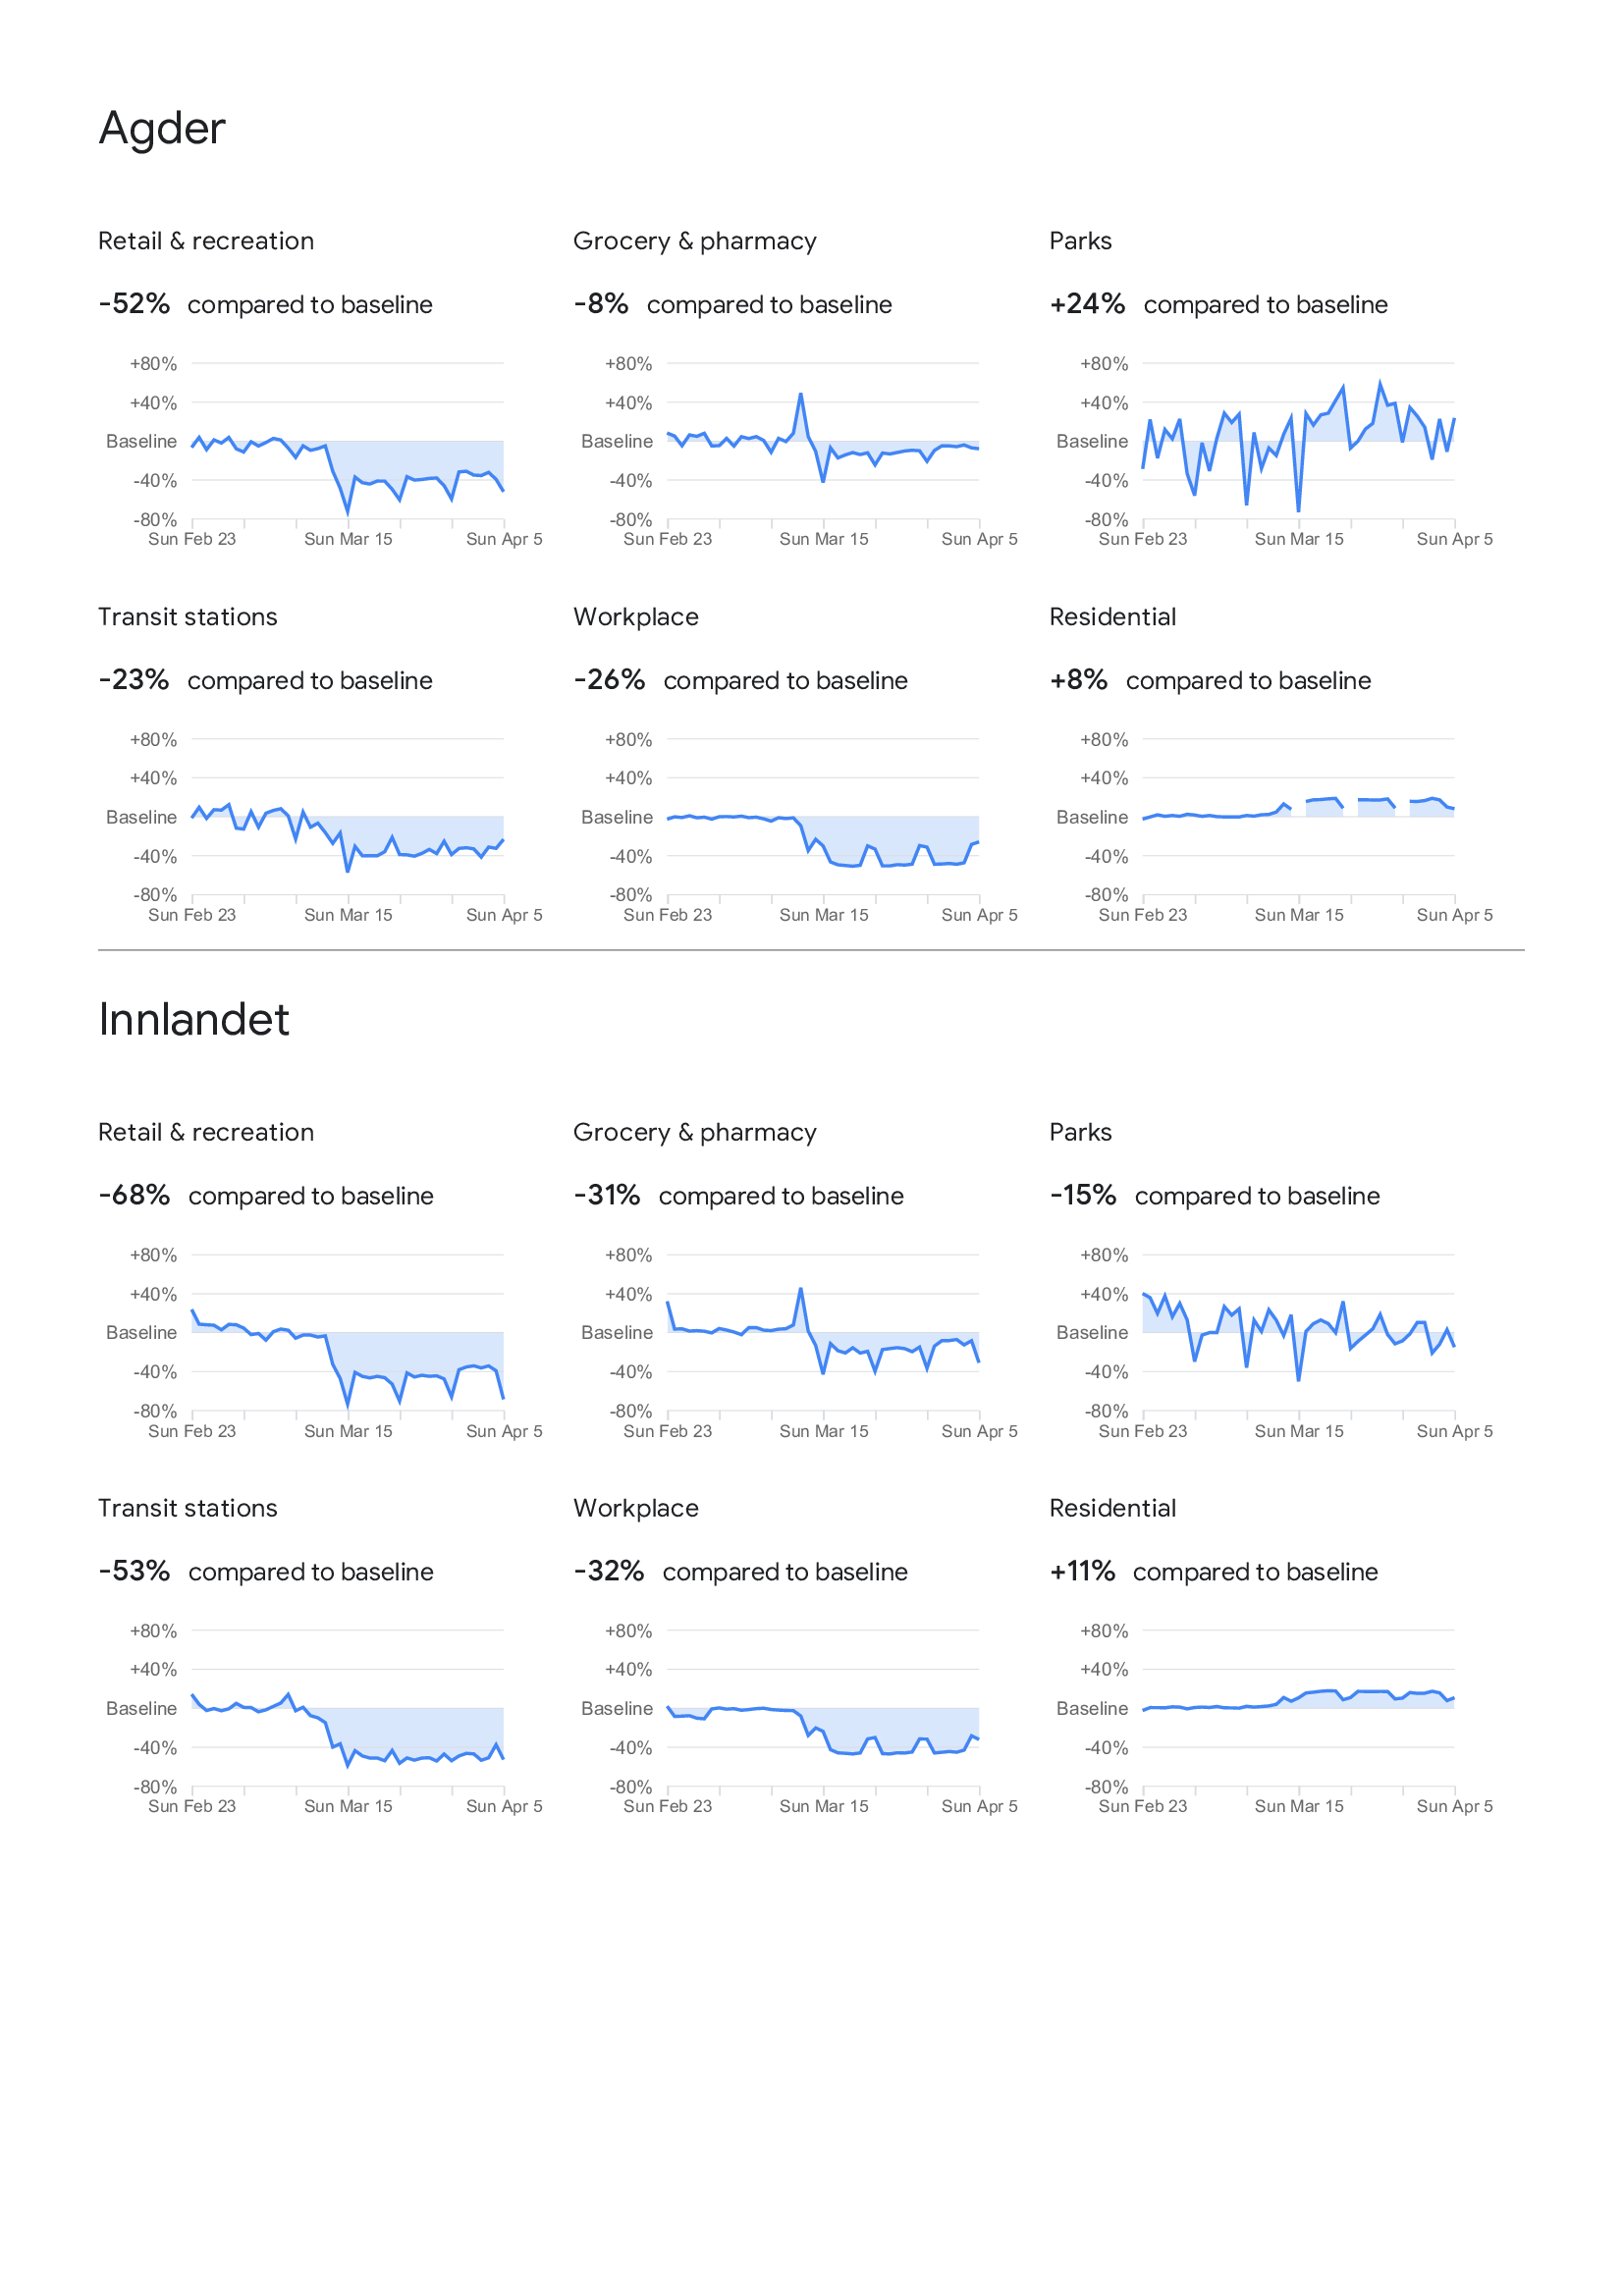 Agder
Retail & recreation
-52% compared to baseline
+80%
+40%
Baseline
-40%
-80%
Sun Feb 23 Sun Mar 15 Sun Apr 5
Grocery & pharmacy
-8% compared to baseline
+80%
+40%
Baseline
-40%
-80%
Sun Feb 23 Sun Mar 15 Sun Apr 5
Parks
+24% compared to baseline
+80%
+40%
Baseline
-40%
-80%
Sun Feb 23 Sun Mar 15 Sun Apr 5
Transit stations
-23% compared to baseline
+80%
+40%
Baseline
-40%
-80%
Sun Feb 23 Sun Mar 15 Sun Apr 5
Workplace
-26% compared to baseline
+80%
+40%
Baseline
-40%
-80%
Sun Feb 23 Sun Mar 15 Sun Apr 5
Residential
+8% compared to baseline
+80%
+40%
Baseline
-40%
-80%
Sun Feb 23 Sun Mar 15 Sun Apr 5
Innlandet
Retail & recreation
-68% compared to baseline
+80%
+40%
Baseline
-40%
-80%
Sun Feb 23 Sun Mar 15 Sun Apr 5
Grocery & pharmacy
-31% compared to baseline
+80%
+40%
Baseline
-40%
-80%
Sun Feb 23 Sun Mar 15 Sun Apr 5
Parks
-15% compared to baseline
+80%
+40%
Baseline
-40%
-80%
Sun Feb 23 Sun Mar 15 Sun Apr 5
Transit stations
-53% compared to baseline
+80%
+40%
Baseline
-40%
-80%
Sun Feb 23 Sun Mar 15 Sun Apr 5
Workplace
-32% compared to baseline
+80%
+40%
Baseline
-40%
-80%
Sun Feb 23 Sun Mar 15 Sun Apr 5
Residential
+11% compared to baseline
+80%
+40%
Baseline
-40%
-80%
Sun Feb 23 Sun Mar 15 Sun Apr 5